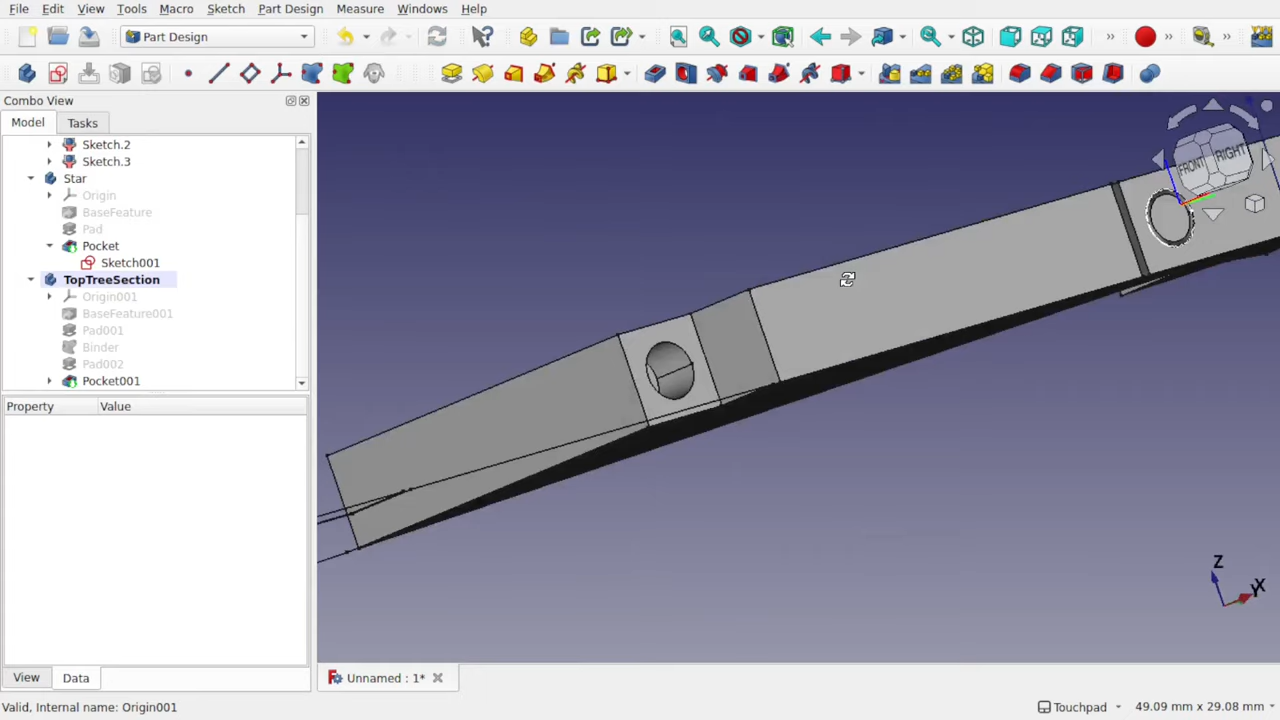 File Edit View Tools Macro Sketch Part Design Measure Windows Help
Part Design
Combo View
Model Tasks
Sketch.2
Sketch.3
Star
Origin
BaseFeature
Pad
Pocket
Sketch001
TopTreeSection
Origin001
BaseFeature001
Pad001
Binder
Pad002
Pocket001
Property Value
FRONT RIGHT
Z
X
Y
View Data
Unnamed : 1*
Valid, Internal name: Origin001
Touchpad 49.09 mm x 29.08 mm